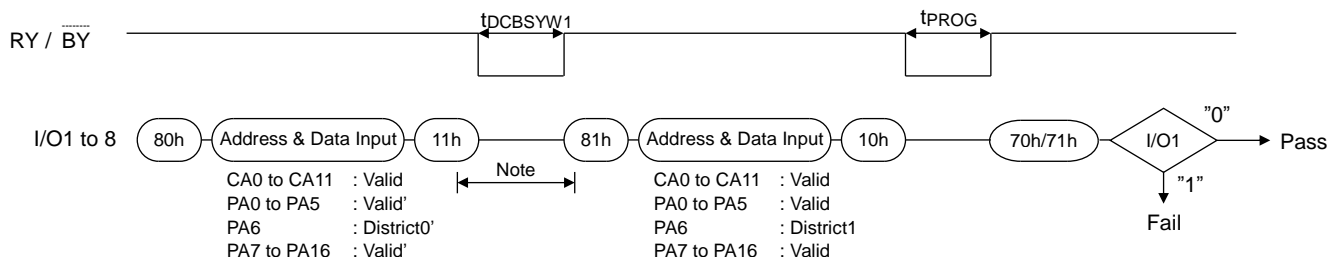 tDCBSYW1
tPROG
RY / BY
I/O1 to 8
80h
Address & Data Input
11h
81h
Address & Data Input
10h
70h/71h
I/O1
"0"
Pass
"1"
Fail
Note
CA0 to CA11 : Valid
PA0 to PA5 : Valid'
PA6 : District0'
PA7 to PA16 : Valid'
CA0 to CA11 : Valid
PA0 to PA5 : Valid
PA6 : District1
PA7 to PA16 : Valid